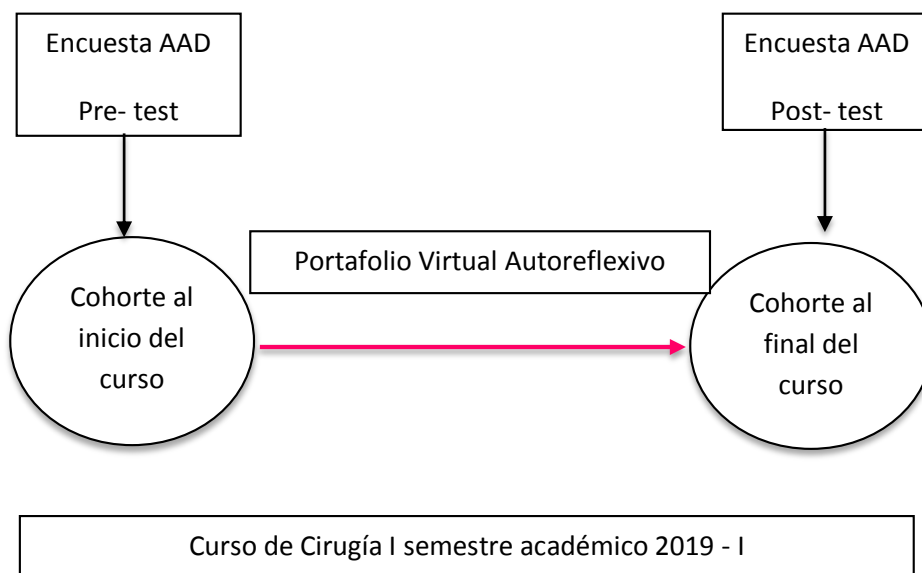 Encuesta AAD
Pre- test
Encuesta AAD
Post- test
Portafolio Virtual Autoreflexivo
Cohorte al
inicio del
curso
Cohorte al
final del
curso
Curso de Cirugía I semestre académico 2019 - I